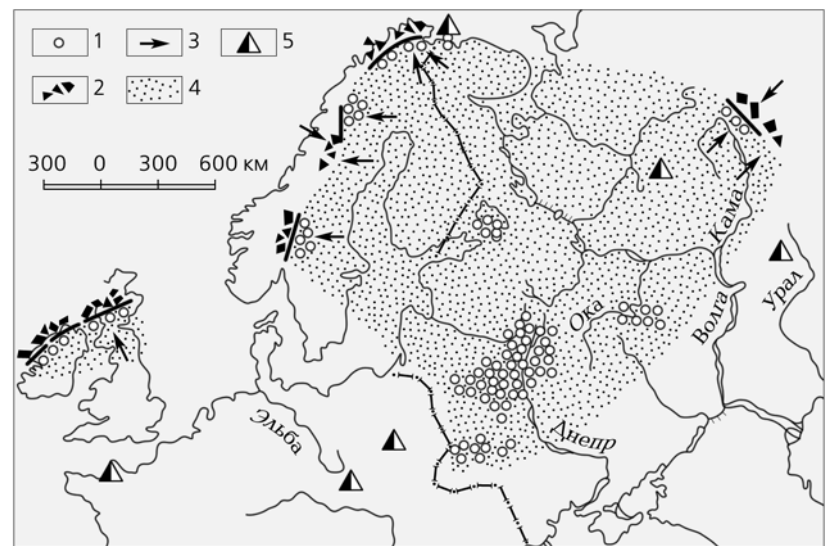 1 3 5
2 4
300 0 300 600 км
Кама
Волга
Урал
Ока
Днепр
Эльба